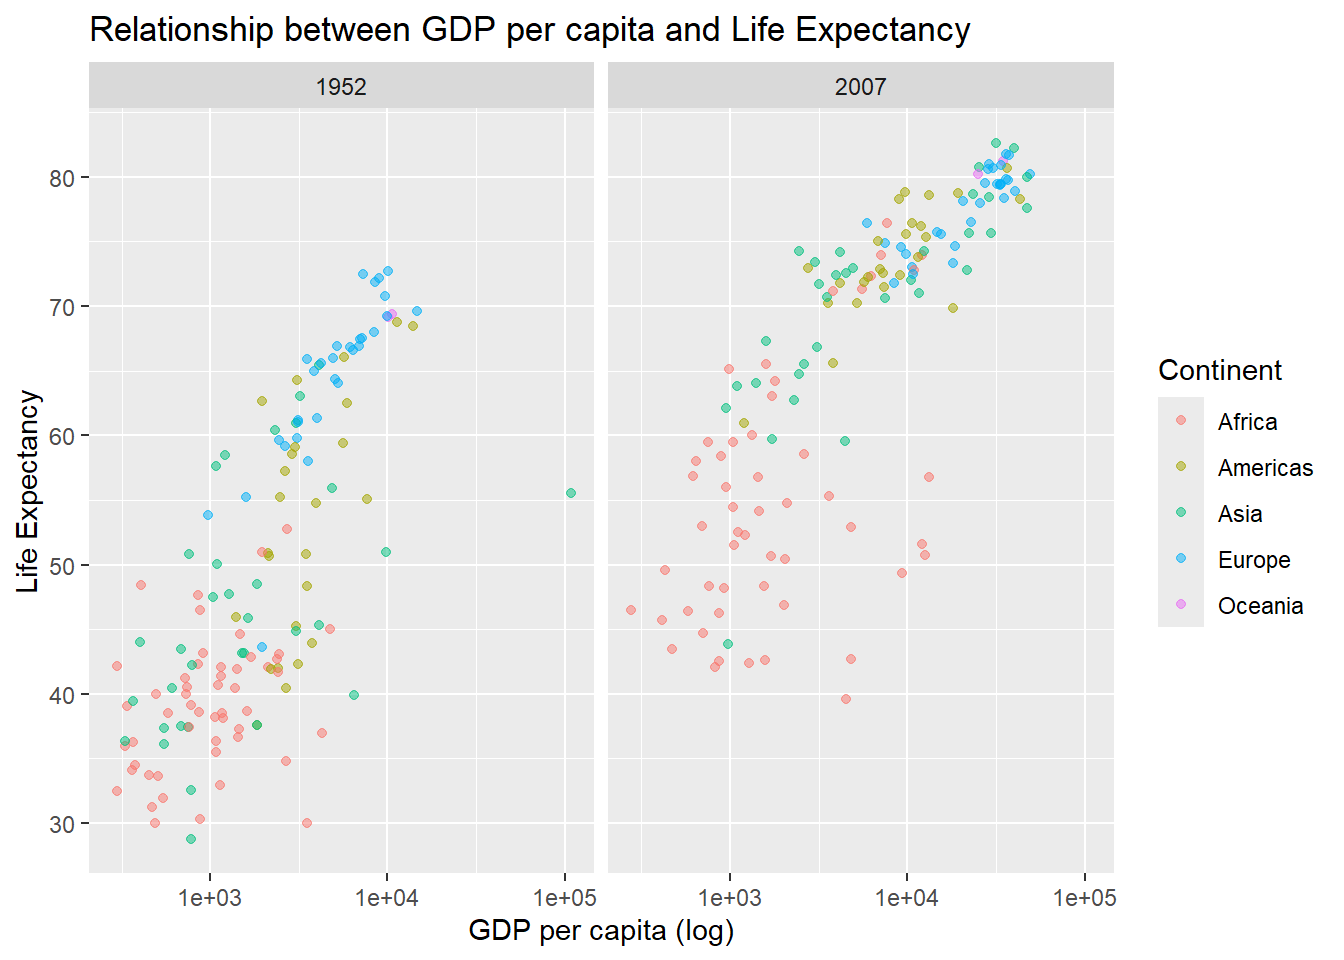 Relationship between GDP per capita and Life Expectancy
1952
2007
Life Expectancy
80
70
60
50
40
30
1e+03
1e+04
1e+05
1e+03
1e+04
1e+05
GDP per capita (log)
Continent
Africa
Americas
Asia
Europe
Oceania